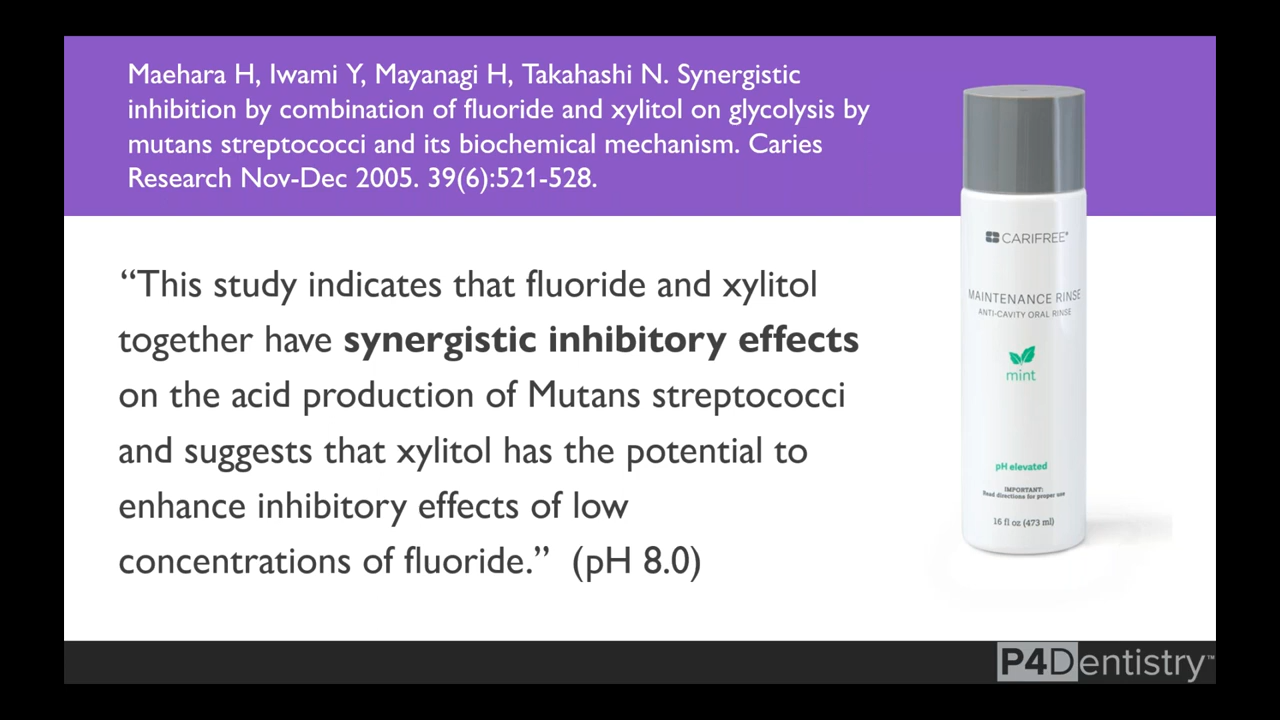 Maehara H, Iwami Y, Mayanagi H, Takahashi N. Synergistic
inhibition by combination of fluoride and xylitol on glycolysis by
mutans streptococci and its biochemical mechanism. Caries
Research Nov-Dec 2005. 39(6):521-528.
“This study indicates that fluoride and xylitol
together have synergistic inhibitory effects
on the acid production of Mutans streptococci
and suggests that xylitol has the potential to
enhance inhibitory effects of low
concentrations of fluoride.” (pH 8.0)
CARIFREE®
MAINTENANCE RINSE
ANTI-CAVITY ORAL RINSE
mint
pH elevated
IMPORTANT:
Read directions for proper use
16 fl oz (473 ml)
P4Dentistry™